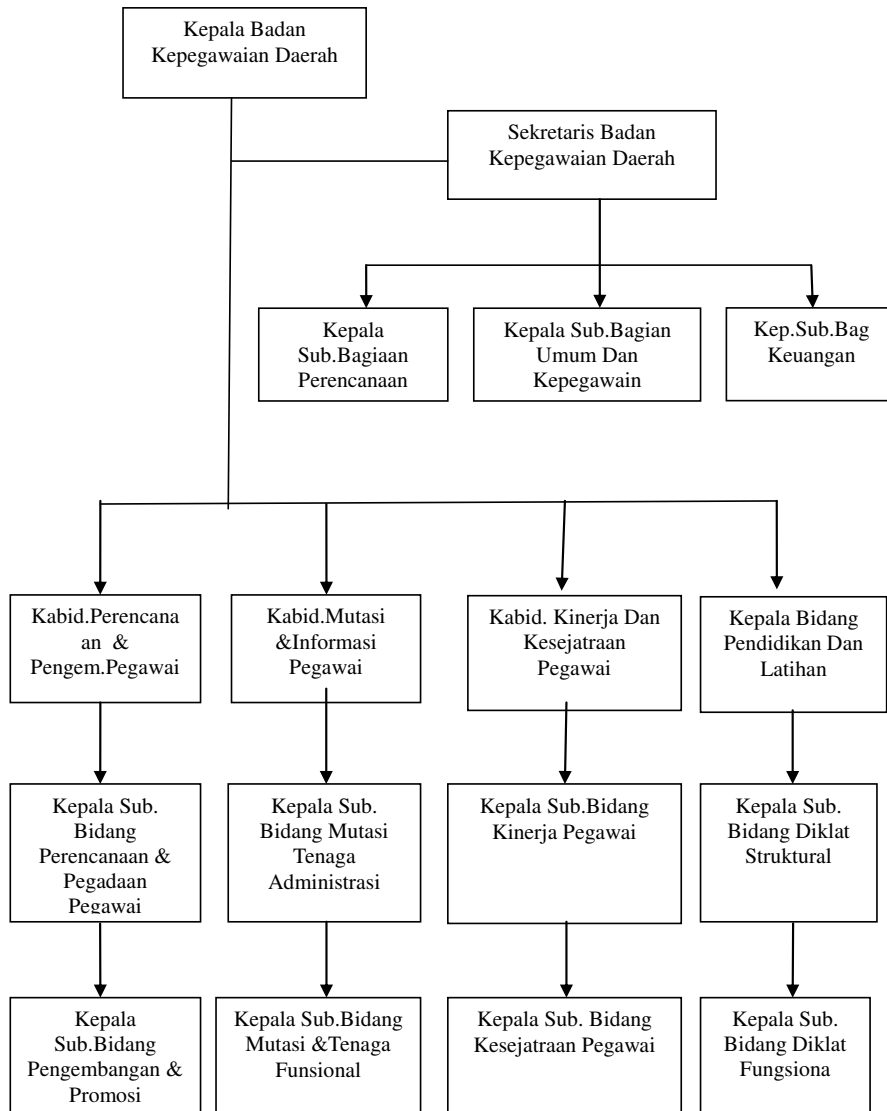 Kepala Badan
Kepegawaian Daerah
Sekretaris Badan
Kepegawaian Daerah
Kepala
Sub.Bagiaan
Perencanaan
Kepala Sub.Bagian
Umum Dan
Kepegawain
Kep.Sub.Bag
Keuangan
Kabid.Perencana
an &
Pengem.Pegawai
Kabid.Mutasi
&Informasi
Pegawai
Kabid. Kinerja Dan
Kesejatraan
Pegawai
Kepala Bidang
Pendidikan Dan
Latihan
Kepala Sub.
Bidang
Perencanaan &
Pegadaan
Pegawai
Kepala Sub.
Bidang Mutasi
Tenaga
Administrasi
Kepala Sub.Bidang
Kinerja Pegawai
Kepala Sub.
Bidang Diklat
Struktural
Kepala
Sub.Bidang
Pengembangan &
Promosi
Kepala Sub.Bidang
Mutasi &Tenaga
Funsional
Kepala Sub. Bidang
Kesejatraan Pegawai
Kepala Sub.
Bidang Diklat
Fungsiona